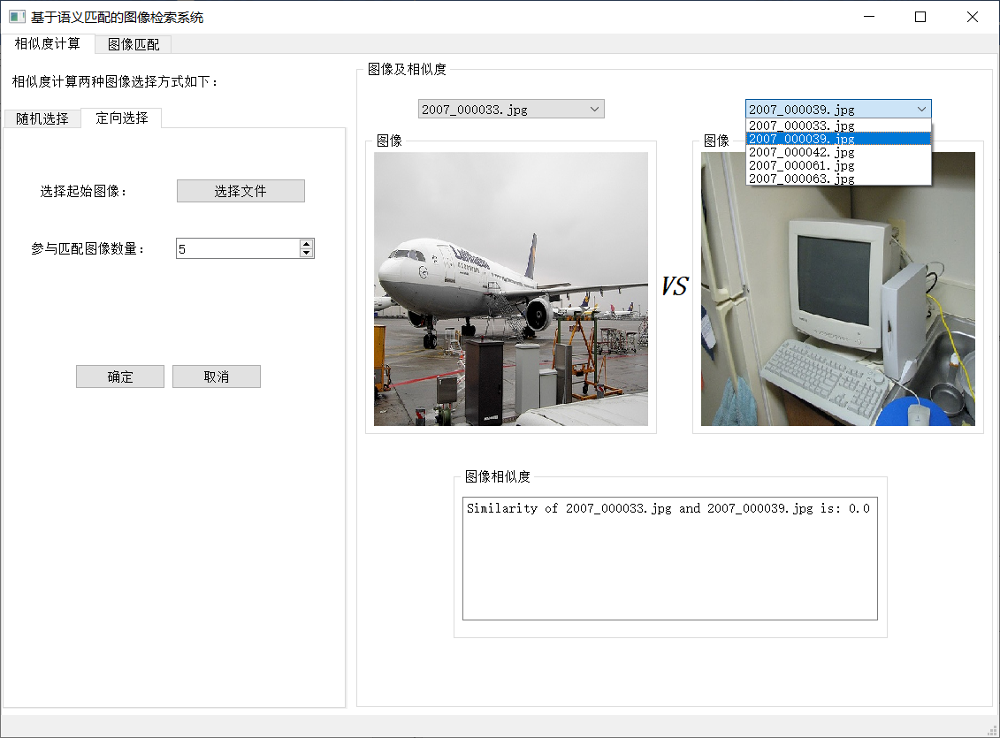 基于语义匹配的图像检索系统
相似度计算
图像匹配
相似度计算两种图像选择方式如下：
随机选择
定向选择
选择起始图像：
选择文件
参与匹配图像数量：
5
确定
取消
图像及相似度
2007_000033.jpg
2007_000039.jpg
2007_000033.jpg
2007_000039.jpg
2007_000042.jpg
2007_000061.jpg
2007_000063.jpg
图像
图像
Lufthansa
VS
图像相似度
Similarity of 2007_000033.jpg and 2007_000039.jpg is: 0.0